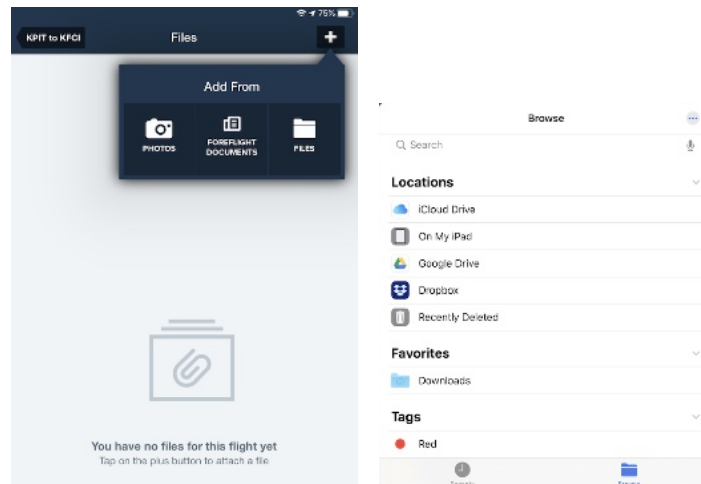 75%
KPIT to KFCI
Files
+
Add From
PHOTOS
FOREFLIGHT
DOCUMENTS
FILES
You have no files for this flight yet
Tap on the plus button to attach a file
Browse
Search
Locations
iCloud Drive
On My iPad
Google Drive
Dropbox
Recently Deleted
Favorites
Downloads
Tags
Red